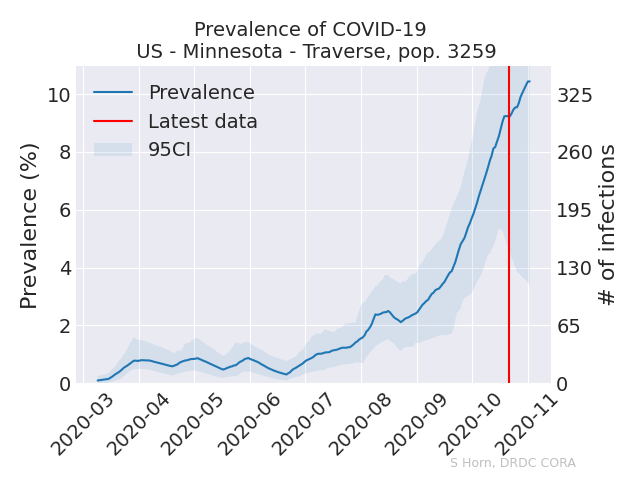 Prevalence of COVID-19
US - Minnesota - Traverse, pop. 3259
Prevalence
Latest data
95CI
Prevalence (%)
10
8
6
4
2
0
325
260
195
130
65
0
# of infections
2020-03
2020-04
2020-05
2020-06
2020-07
2020-08
2020-09
2020-10
2020-11
S Horn, DRDC CORA